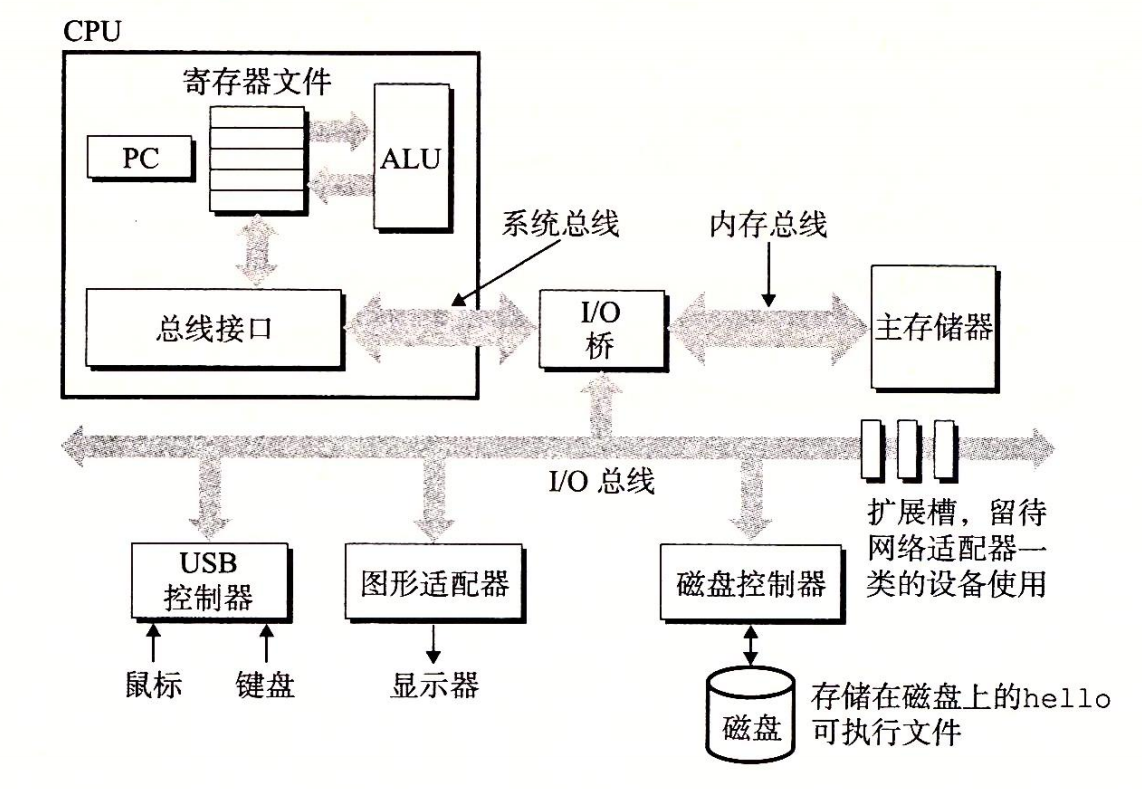 CPU
寄存器文件
PC
ALU
系统总线
内存总线
总线接口
I/O
桥
主存储器
I/O 总线
扩展槽，留待
网络适配器一
类的设备使用
USB
控制器
图形适配器
磁盘控制器
鼠标
键盘
显示器
磁盘
存储在磁盘上的hello
可执行文件